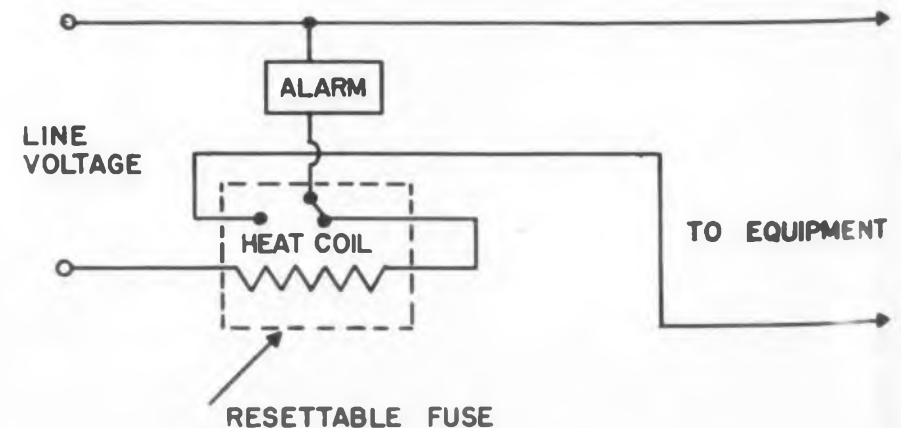 ALARM
LINE
VOLTAGE
HEAT COIL
TO EQUIPMENT
RESETTABLE FUSE